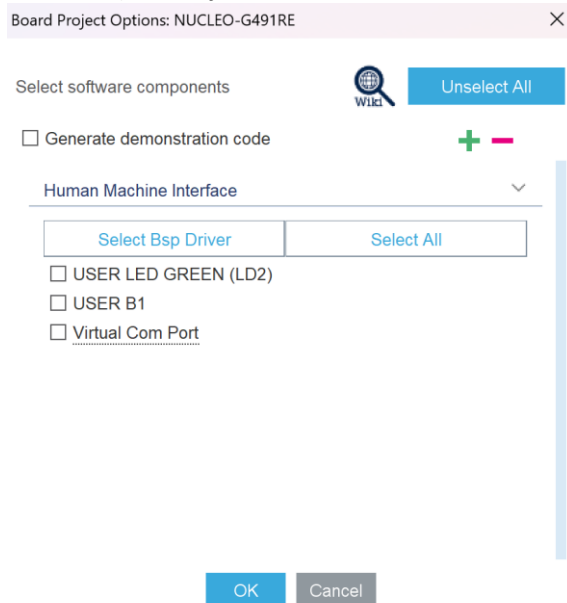 Board Project Options: NUCLEO-G491RE
Select software components
Wiki
Unselect All
Generate demonstration code
Human Machine Interface
Select Bsp Driver
Select All
USER LED GREEN (LD2)
USER B1
Virtual Com Port
OK
Cancel